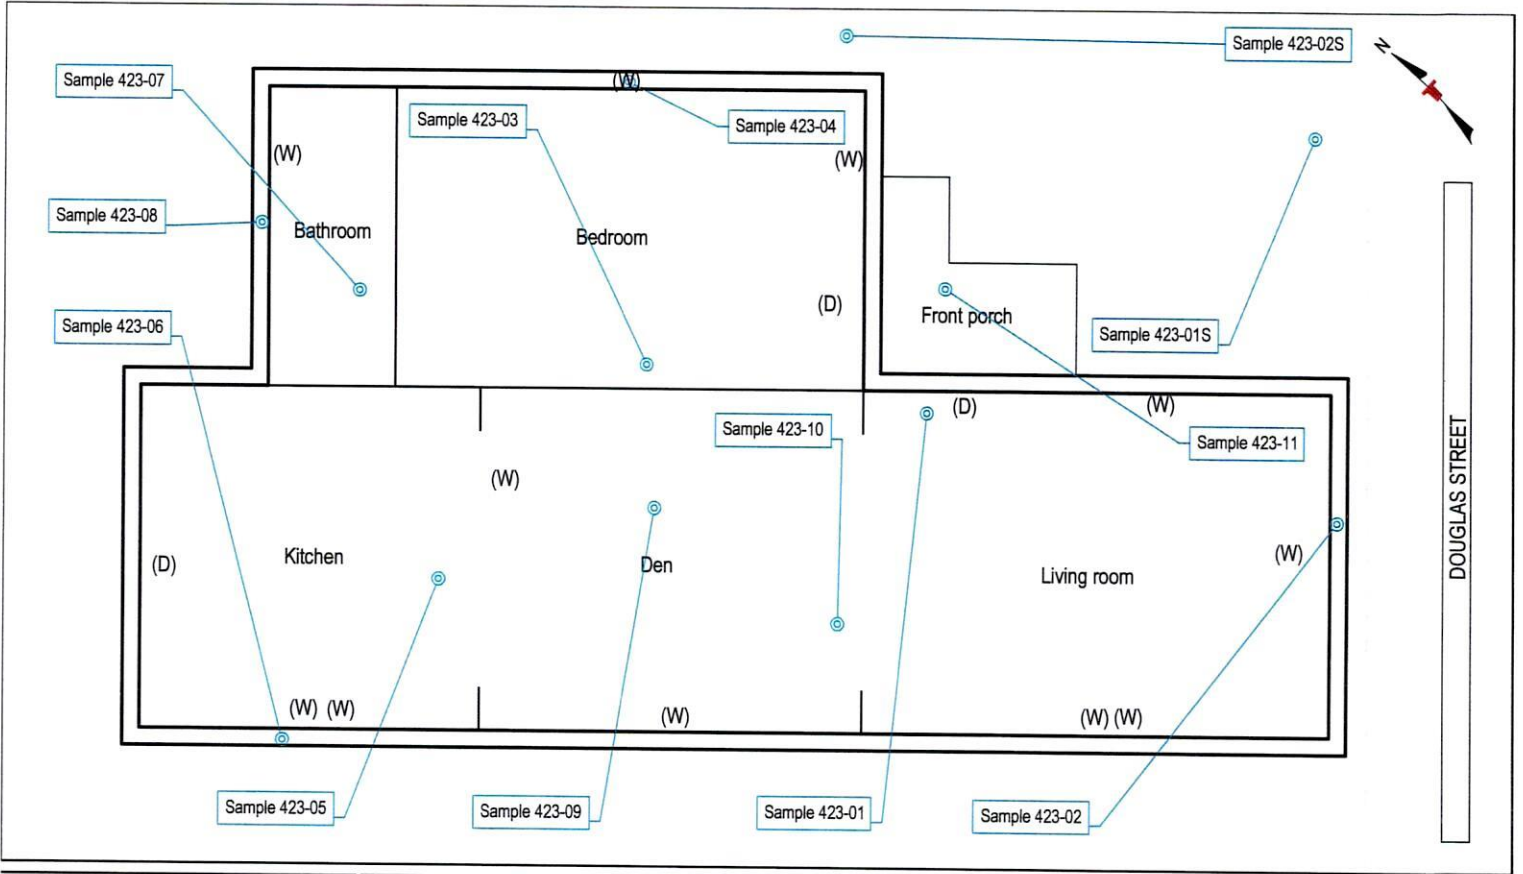 Sample 423-02S
N
Sample 423-07
(W)
Sample 423-03
Sample 423-04
(W)
(W)
Sample 423-08
Bathroom
Bedroom
(D)
Front porch
Sample 423-06
Sample 423-01S
(D)
(W)
Sample 423-10
Sample 423-11
(W)
DOUGLAS STREET
(D)
Kitchen
Den
Living room
(W)
(W) (W)
(W)
(W) (W)
Sample 423-05
Sample 423-09
Sample 423-01
Sample 423-02